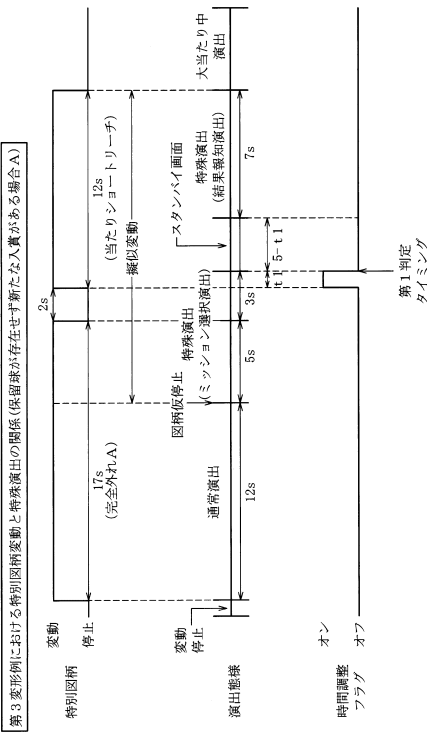 第3変形例における特別図柄変動と特殊演出の関係(保留球が存在せず新たな入賞がある場合A)
特別図柄
変動
停止
17s
(完全外れA)
2s
12s
(当たりショートリーチ)
擬似変動
図柄仮停止
変動
停止
演出態様
通常演出
特殊演出
(ミッション選択演出)
スタンバイ画面
特殊演出
(結果報知演出)
大当たり中
演出
12s
5s
3s
t1
5-t1
7s
時間調整
フラグ
オン
オフ
第1判定
タイミング